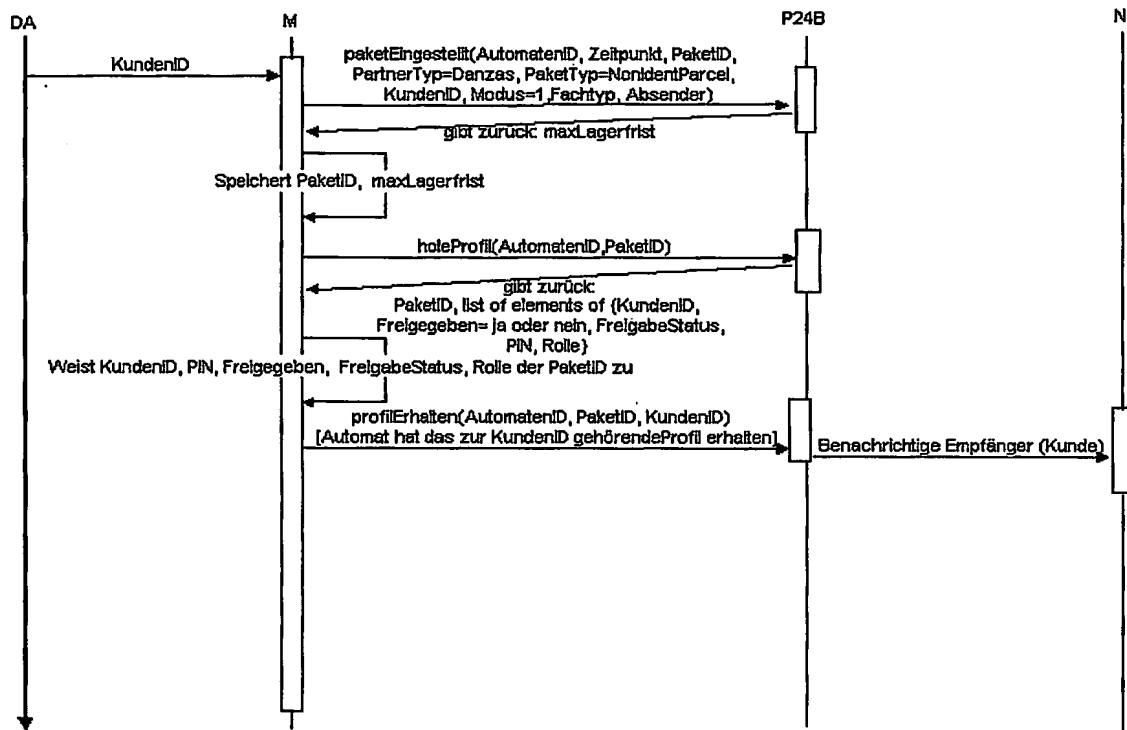 DA
M
P24B
N
KundenID
paketEingestellt(AutomatenID, Zeitpunkt, PaketID,
PartnerTyp=Danzas, PaketTyp=NonIdentParcel,
KundenID, Modus=1,Fachtyp, Absender)
gibt zurück: maxLagerfrist
Speichert PaketID, maxLagerfrist
holeProfil(AutomatenID,PaketID)
gibt zurück:
PaketID, list of elements of {KundenID,
Freigegeben= ja oder nein, FreigabeStatus,
PIN, Rolle}
Weist KundenID, PIN, Freigegeben, FreigabeStatus, Rolle der PaketID zu
profilErhalten(AutomatenID, PaketID, KundenID)
[Automat hat das zur KundenID gehörendeProfil erhalten]
Benachrichtige Empfänger (Kunde)